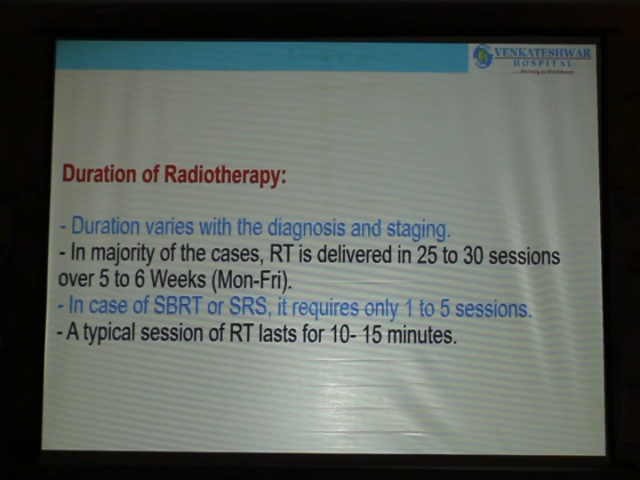 VENKATESHWAR
HOSPITAL
Duration of Radiotherapy:
- Duration varies with the diagnosis and staging.
- In majority of the cases, RT is delivered in 25 to 30 sessions
over 5 to 6 Weeks (Mon-Fri).
- In case of SBRT or SRS, it requires only 1 to 5 sessions.
- A typical session of RT lasts for 10- 15 minutes.